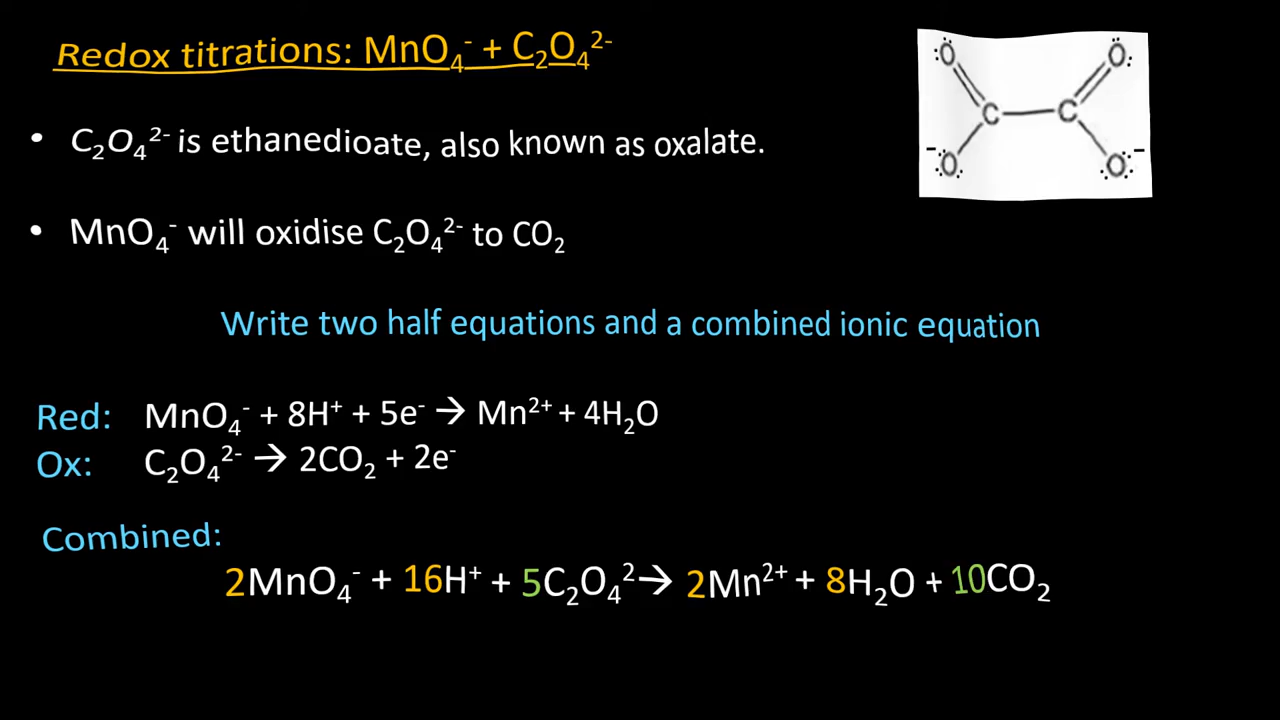 Redox titrations: MnO₄⁻ + C₂O₄²⁻
• C₂O₄²⁻ is ethanedioate, also known as oxalate.
• MnO₄⁻ will oxidise C₂O₄²⁻ to CO₂
Write two half equations and a combined ionic equation
Red: MnO₄⁻ + 8H⁺ + 5e⁻ → Mn²⁺ + 4H₂O
Ox: C₂O₄²⁻ → 2CO₂ + 2e⁻
Combined:
2MnO₄⁻ + 16H⁺ + 5C₂O₄² → 2Mn²⁺ + 8H₂O + 10CO₂
O O
C C
⁻O O⁻